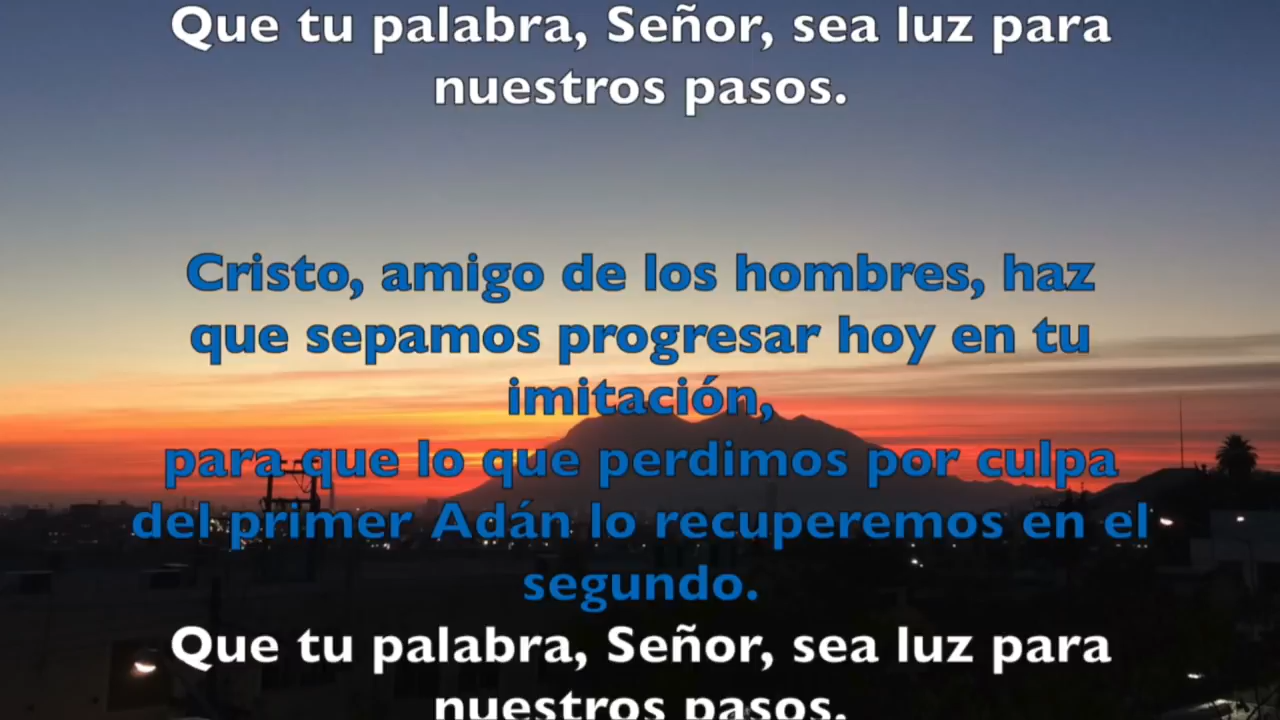 Que tu palabra, Señor, sea luz para
nuestros pasos.
Cristo, amigo de los hombres, haz
que sepamos progresar hoy en tu
imitación,
para que lo que perdimos por culpa
del primer Adán lo recuperemos en el
segundo.
Que tu palabra, Señor, sea luz para
nuestros pasos.